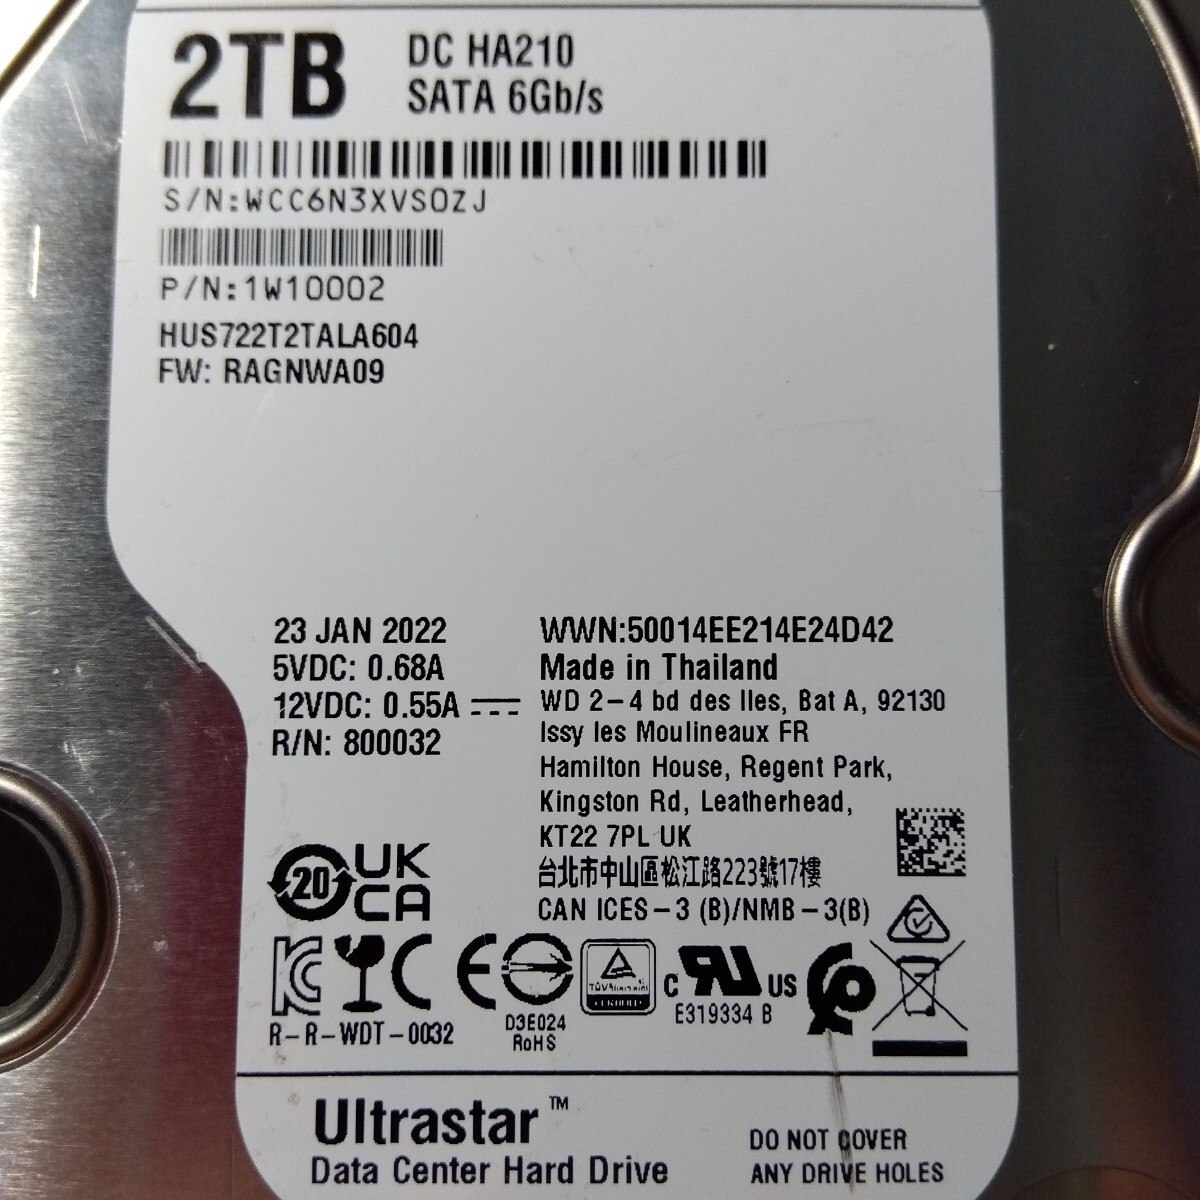 2TB
DC HA210
SATA 6Gb/s
S/N:WCC6N3XVS0ZJ
P/N:1W10002
HUS722T2TALA604
FW: RAGNWA09
23 JAN 2022
5VDC: 0.68A
12VDC: 0.55A
R/N: 800032
WWN:50014EE214E24D42
Made in Thailand
WD 2-4 bd des Iles, Bat A, 92130
Issy les Moulineaux FR
Hamilton House, Regent Park,
Kingston Rd, Leatherhead,
KT22 7PL UK
台北市中山區松江路223號17樓
CAN ICES-3 (B)/NMB-3(B)
20
UK
CA
R-R-WDT-0032
CE
D3E024
RoHS
TÜVRheinland
CERTIFIED
C RU US
E319334 B
Ultrastar™
Data Center Hard Drive
DO NOT COVER
ANY DRIVE HOLES